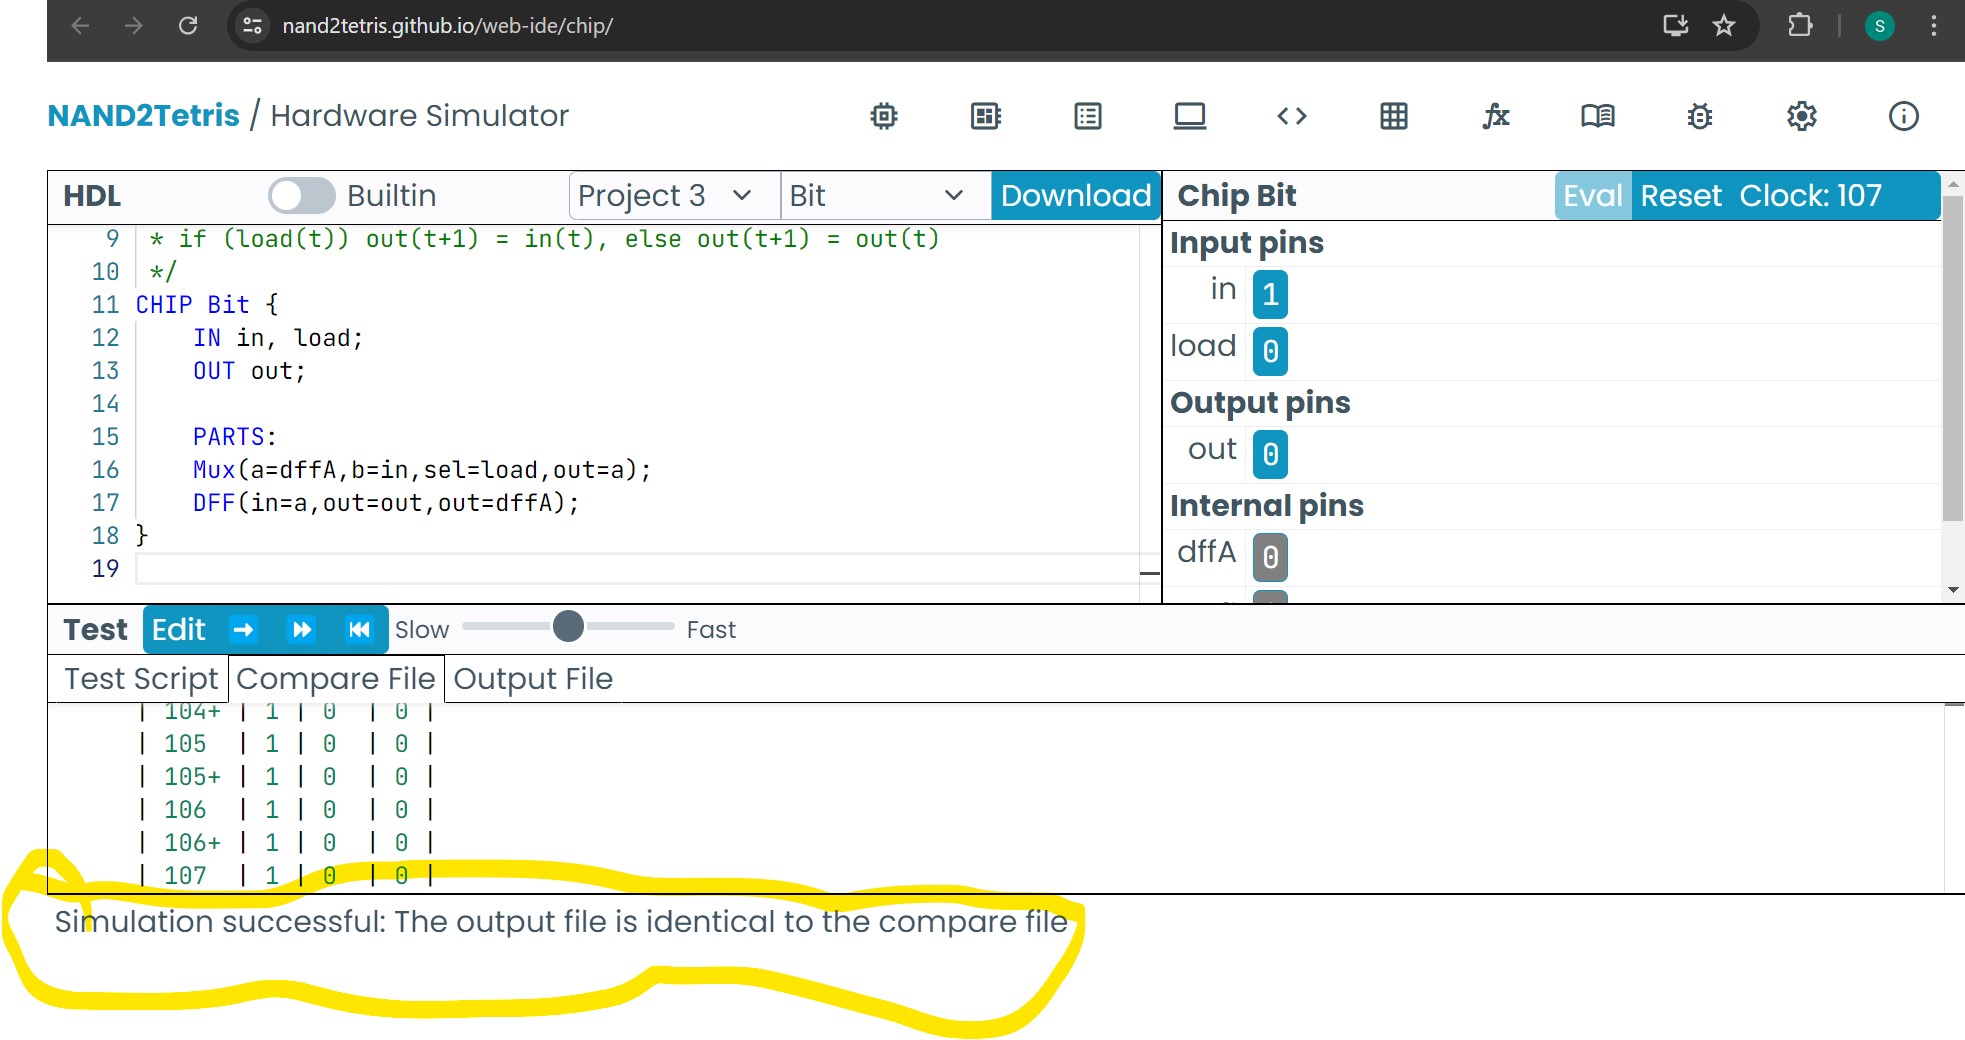 nand2tetris.github.io/web-ide/chip/
S
NAND2Tetris / Hardware Simulator
HDL Builtin Project 3 Bit Download
9 * if (load(t)) out(t+1) = in(t), else out(t+1) = out(t)
10 */
11 CHIP Bit {
12 IN in, load;
13 OUT out;
14
15 PARTS:
16 Mux(a=dffA,b=in,sel=load,out=a);
17 DFF(in=a,out=out,out=dffA);
18 }
19
Chip Bit Eval Reset Clock: 107
Input pins
in 1
load 0
Output pins
out 0
Internal pins
dffA 0
Test Edit Slow Fast
Test Script Compare File Output File
| 104+ | 1 | 0 | 0 |
| 105 | 1 | 0 | 0 |
| 105+ | 1 | 0 | 0 |
| 106 | 1 | 0 | 0 |
| 106+ | 1 | 0 | 0 |
| 107 | 1 | 0 | 0 |
Simulation successful: The output file is identical to the compare file